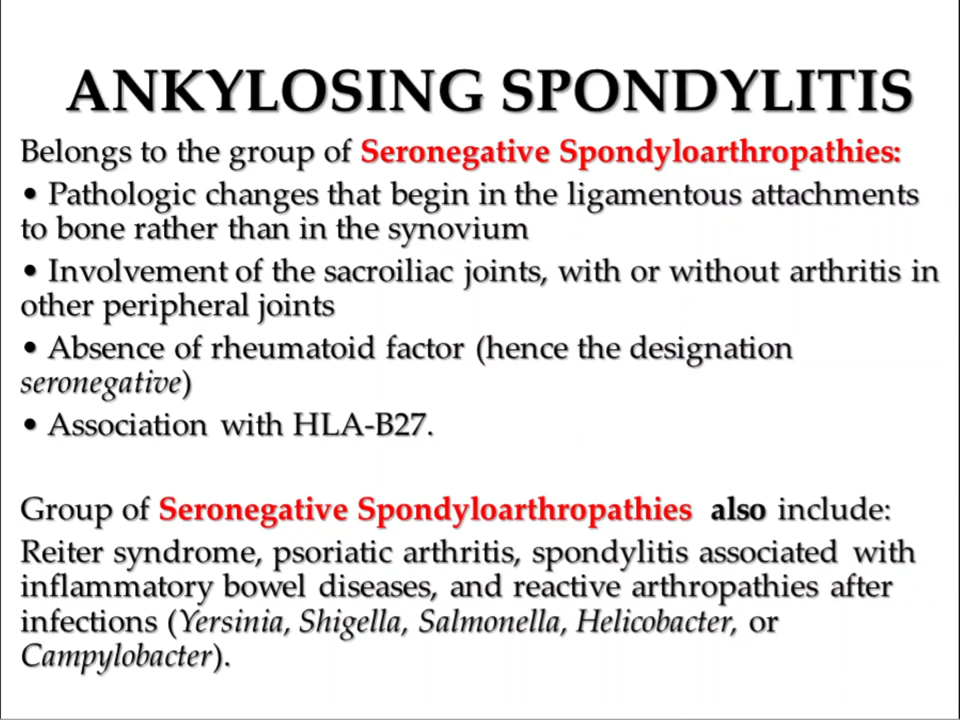 ANKYLOSING SPONDYLITIS
Belongs to the group of Seronegative Spondyloarthropathies:
• Pathologic changes that begin in the ligamentous attachments
to bone rather than in the synovium
• Involvement of the sacroiliac joints, with or without arthritis in
other peripheral joints
• Absence of rheumatoid factor (hence the designation
seronegative)
• Association with HLA-B27.
Group of Seronegative Spondyloarthropathies also include:
Reiter syndrome, psoriatic arthritis, spondylitis associated with
inflammatory bowel diseases, and reactive arthropathies after
infections (Yersinia, Shigella, Salmonella, Helicobacter, or
Campylobacter).